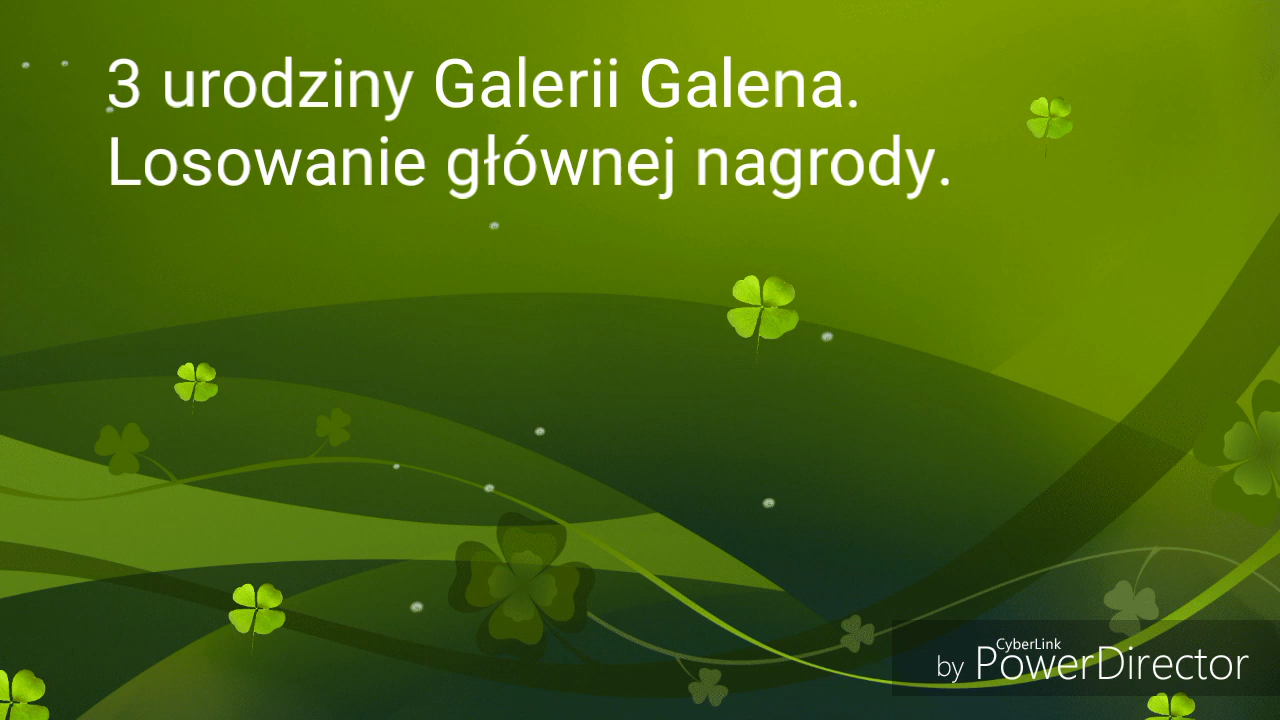 3 urodziny Galerii Galena.
Losowanie głównej nagrody.
CyberLink
by PowerDirector